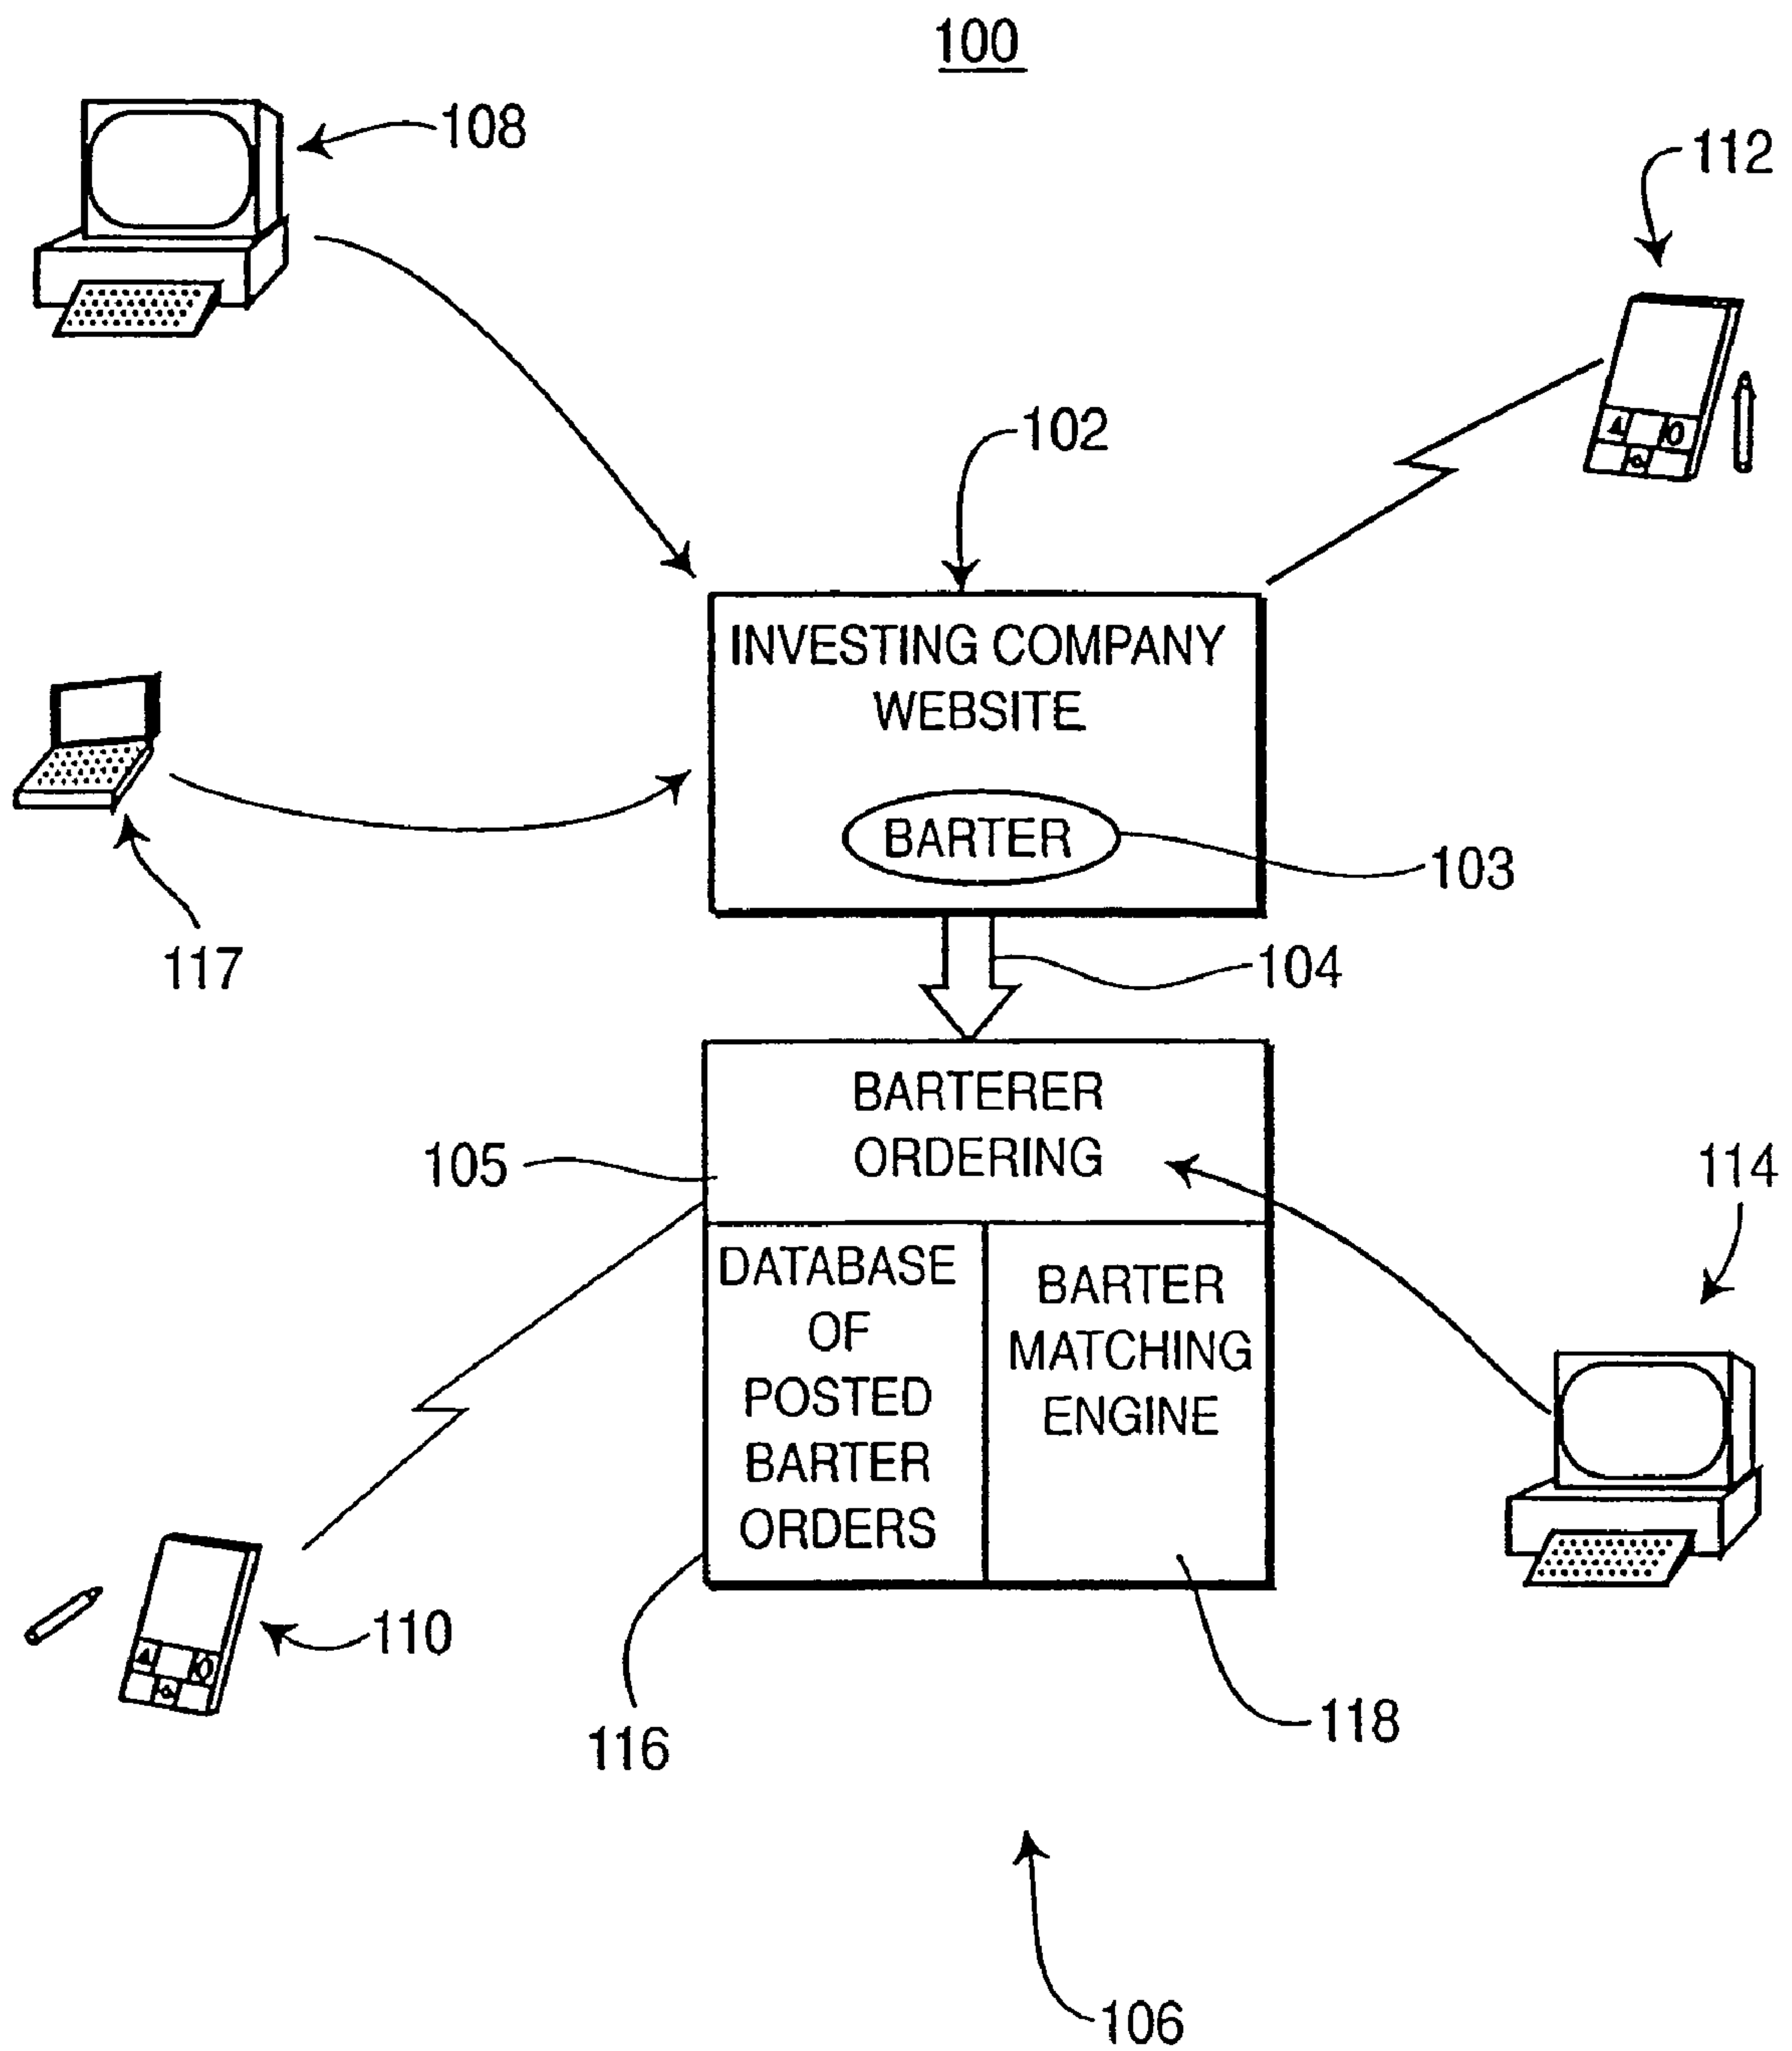 100
108
112
102
INVESTING COMPANY
WEBSITE
BARTER
103
117
104
BARTERER
ORDERING
105
114
DATABASE
OF
POSTED
BARTER
ORDERS
BARTER
MATCHING
ENGINE
110
116
118
106